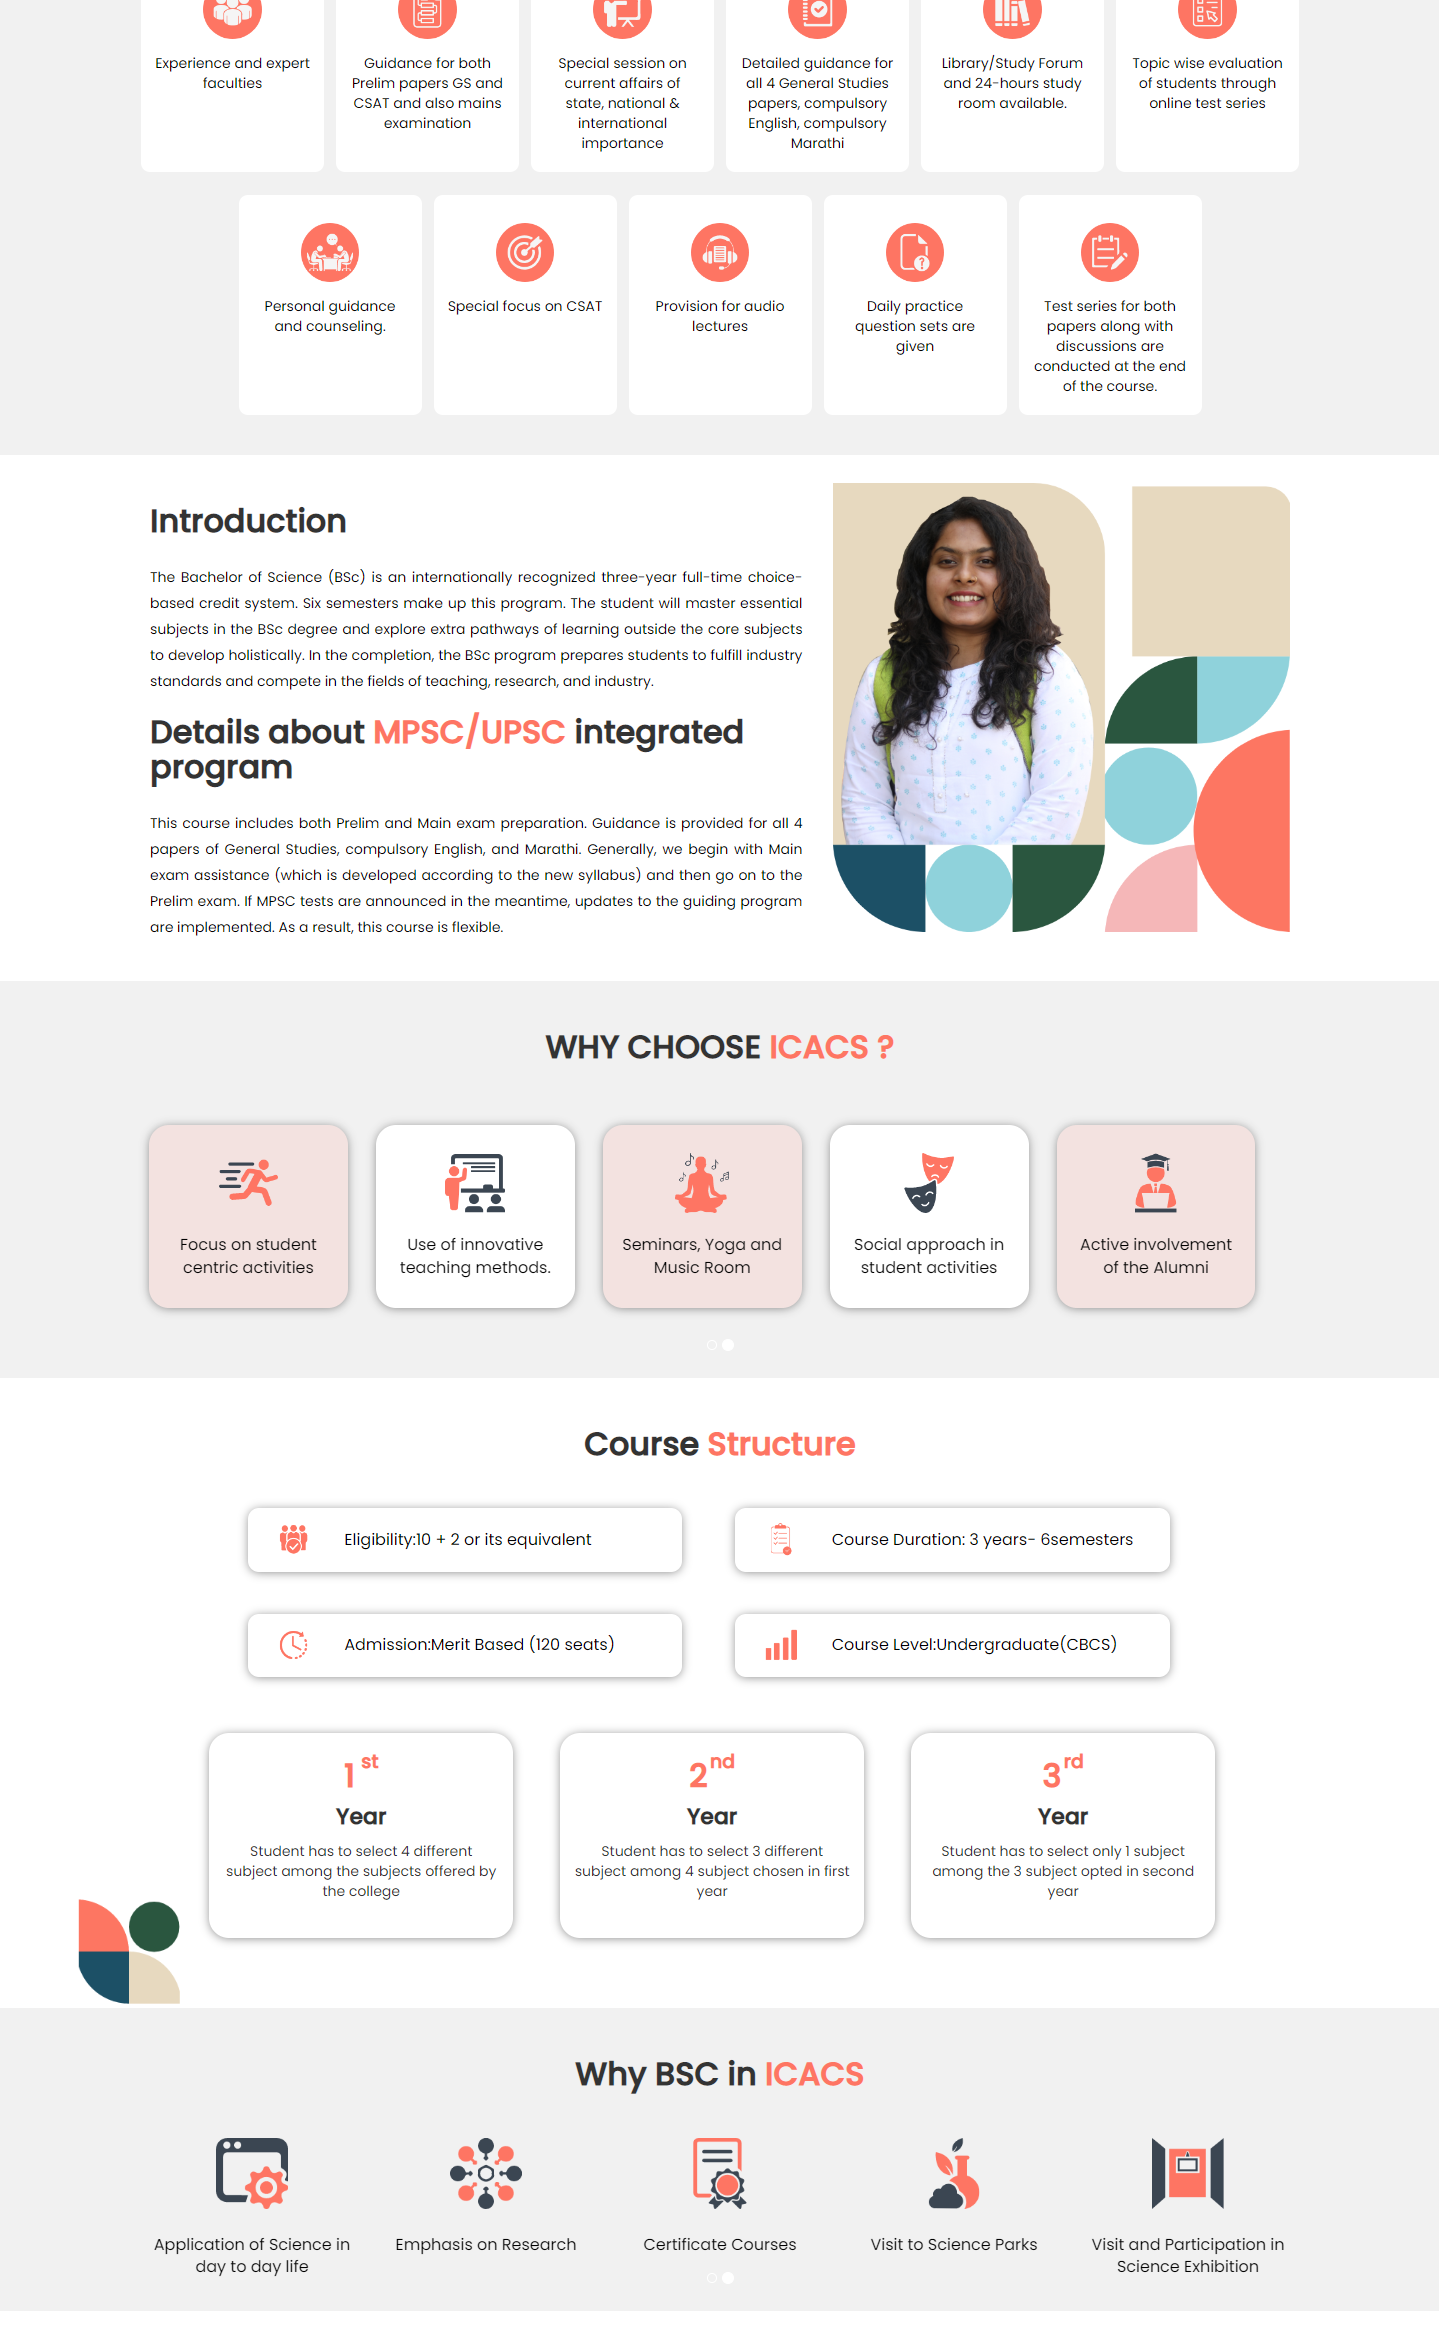 Experience and expert
faculties
Guidance for both
Prelim papers GS and
CSAT and also mains
examination
Special session on
current affairs of
state, national &
international
importance
Detailed guidance for
all 4 General Studies
papers, compulsory
English, compulsory
Marathi
Library/Study Forum
and 24-hours study
room available.
Topic wise evaluation
of students through
online test series
Personal guidance
and counseling.
Special focus on CSAT
Provision for audio
lectures
Daily practice
question sets are
given
Test series for both
papers along with
discussions are
conducted at the end
of the course.
Introduction
The Bachelor of Science (BSc) is an internationally recognized three-year full-time choice-
based credit system. Six semesters make up this program. The student will master essential
subjects in the BSc degree and explore extra pathways of learning outside the core subjects
to develop holistically. In the completion, the BSc program prepares students to fulfill industry
standards and compete in the fields of teaching, research, and industry.
Details about MPSC/UPSC integrated
program
This course includes both Prelim and Main exam preparation. Guidance is provided for all 4
papers of General Studies, compulsory English, and Marathi. Generally, we begin with Main
exam assistance (which is developed according to the new syllabus) and then go on to the
Prelim exam. If MPSC tests are announced in the meantime, updates to the guiding program
are implemented. As a result, this course is flexible.
WHY CHOOSE ICACS ?
Focus on student
centric activities
Use of innovative
teaching methods.
Seminars, Yoga and
Music Room
Social approach in
student activities
Active involvement
of the Alumni
Course Structure
Eligibility:10 + 2 or its equivalent
Course Duration: 3 years- 6semesters
Admission:Merit Based (120 seats)
Course Level:Undergraduate(CBCS)
1 st
Year
Student has to select 4 different
subject among the subjects offered by
the college
2 nd
Year
Student has to select 3 different
subject among 4 subject chosen in first
year
3 rd
Year
Student has to select only 1 subject
among the 3 subject opted in second
year
Why BSC in ICACS
Application of Science in
day to day life
Emphasis on Research
Certificate Courses
Visit to Science Parks
Visit and Participation in
Science Exhibition